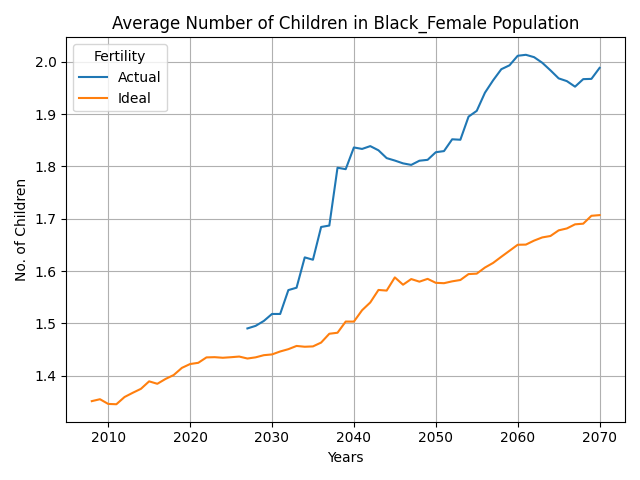 Average Number of Children in Black_Female Population
Fertility
Actual
Ideal
No. of Children
2.0
1.9
1.8
1.7
1.6
1.5
1.4
2010 2020 2030 2040 2050 2060 2070
Years